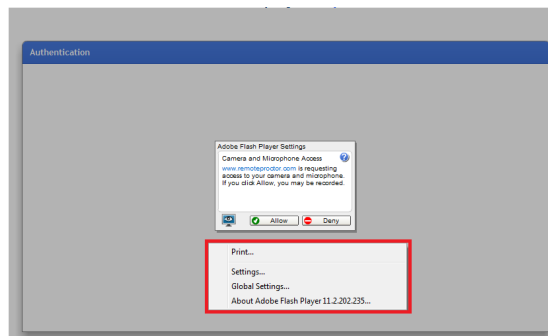 Authentication
Adobe Flash Player Settings
Camera and Microphone Access
www.remoteproctor.com is requesting
access to your camera and microphone.
If you click Allow, you may be recorded.
Allow
Deny
Print...
Settings...
Global Settings...
About Adobe Flash Player 11.2.202.235...